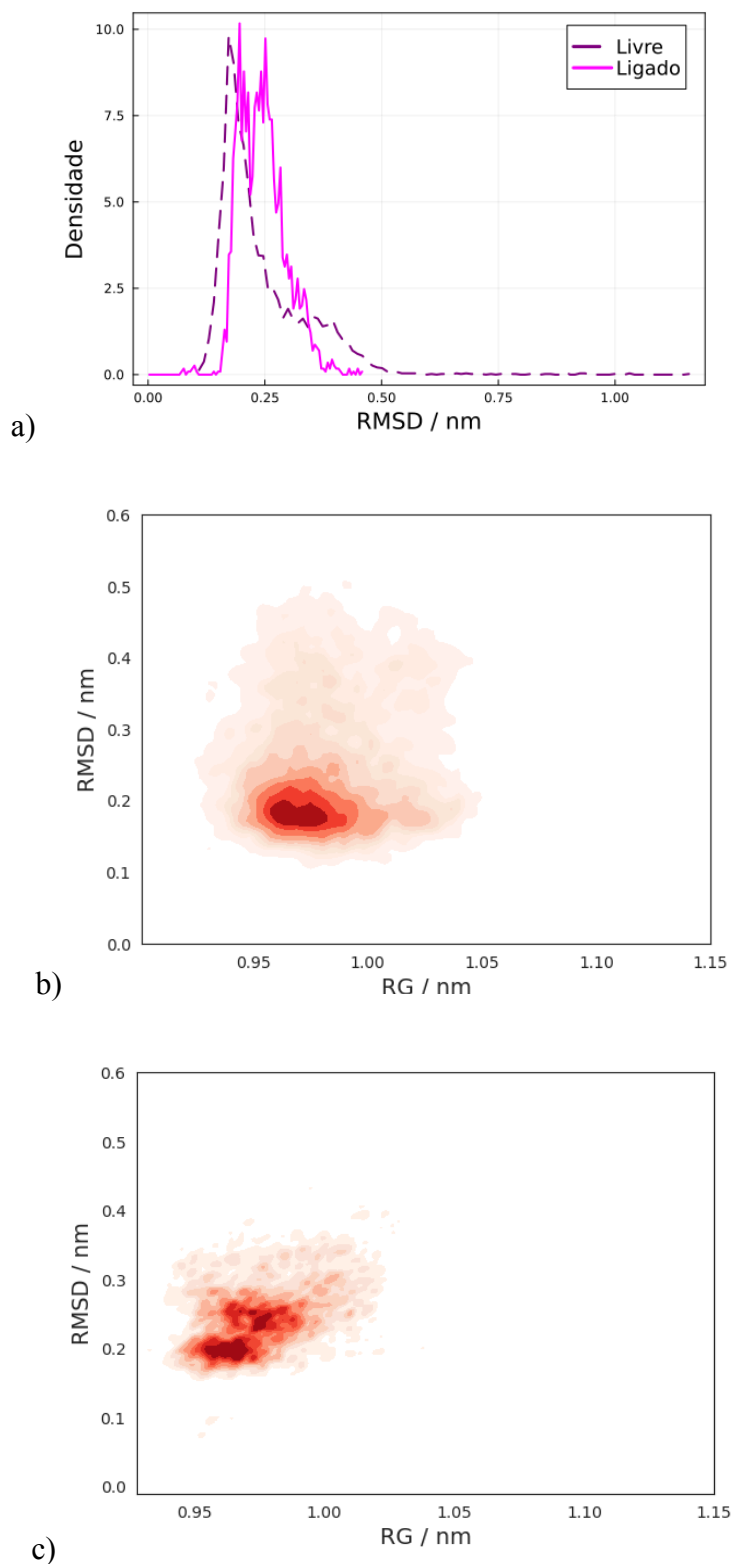 10.0
Livre
Ligado
7.5
Densidade
5.0
2.5
0.0
0.00 0.25 0.50 0.75 1.00
RMSD / nm
a)
0.6
0.5
0.4
RMSD / nm
0.3
0.2
0.1
0.0
0.95 1.00 1.05 1.10 1.15
RG / nm
b)
0.6
0.5
0.4
RMSD / nm
0.3
0.2
0.1
0.0
0.95 1.00 1.05 1.10 1.15
RG / nm
c)